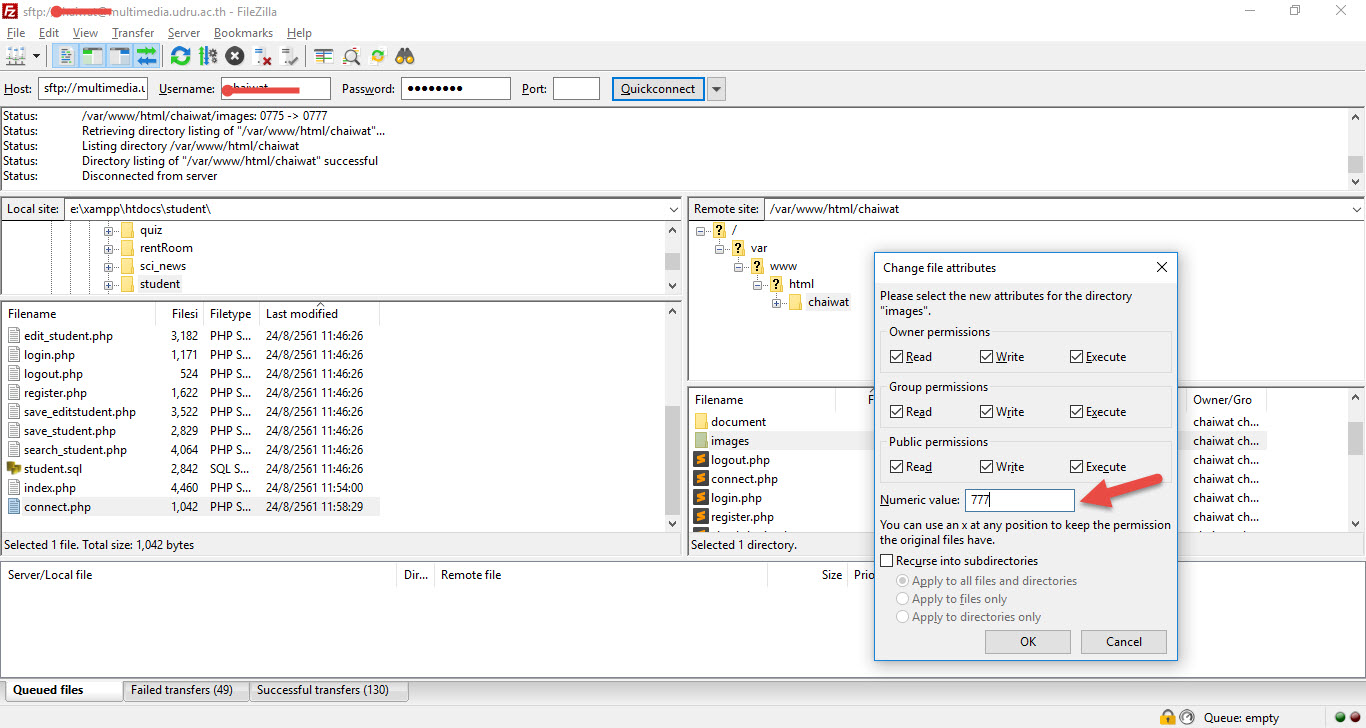 sftp://@multimedia.udru.ac.th - FileZilla
File Edit View Transfer Server Bookmarks Help
Host: sftp://multimedia.u Username: Password: ●●●●●●●● Port: Quickconnect
Status: /var/www/html/chaiwat/images: 0775 -> 0777
Status: Retrieving directory listing of "/var/www/html/chaiwat"...
Status: Listing directory /var/www/html/chaiwat
Status: Directory listing of "/var/www/html/chaiwat" successful
Status: Disconnected from server
Local site: e:\xampp\htdocs\student\
quiz
rentRoom
sci_news
student
Filename Filesi Filetype Last modified
edit_student.php 3,182 PHP S... 24/8/2561 11:46:26
login.php 1,171 PHP S... 24/8/2561 11:46:26
logout.php 524 PHP S... 24/8/2561 11:46:26
register.php 1,622 PHP S... 24/8/2561 11:46:26
save_editstudent.php 3,522 PHP S... 24/8/2561 11:46:26
save_student.php 2,829 PHP S... 24/8/2561 11:46:26
search_student.php 4,064 PHP S... 24/8/2561 11:46:26
student.sql 2,842 SQL S... 24/8/2561 11:46:26
index.php 4,460 PHP S... 24/8/2561 11:54:00
connect.php 1,042 PHP S... 24/8/2561 11:58:29
Selected 1 file. Total size: 1,042 bytes
Remote site: /var/www/html/chaiwat
? /
? var
? www
? html
chaiwat
Filename F Owner/Gro
document chaiwat ch...
images chaiwat ch...
logout.php chaiwat ch...
connect.php chaiwat ch...
login.php chaiwat ch...
register.php chaiwat ch...
Selected 1 directory.
Change file attributes
Please select the new attributes for the directory
"images".
Owner permissions
Read Write Execute
Group permissions
Read Write Execute
Public permissions
Read Write Execute
Numeric value: 777
You can use an x at any position to keep the permission
the original files have.
Recurse into subdirectories
Apply to all files and directories
Apply to files only
Apply to directories only
OK Cancel
Server/Local file Dir... Remote file Size Prio
Queued files Failed transfers (49) Successful transfers (130)
Queue: empty